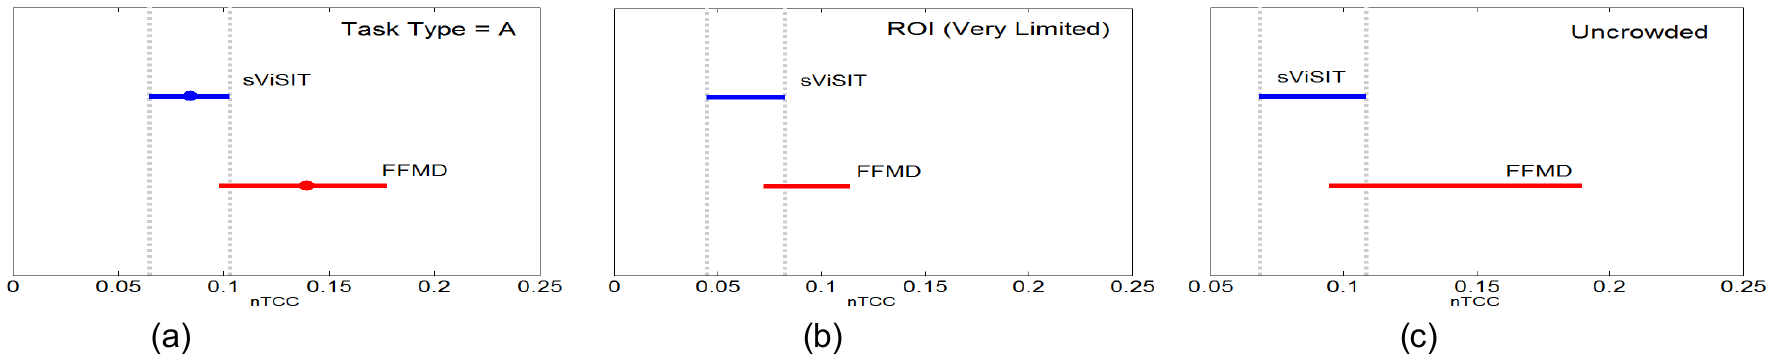 Task Type = A
sViSIT
FFMD
0 0.05 0.1 0.15 0.2 0.25
nTCC
(a)
ROI (Very Limited)
sViSIT
FFMD
0 0.05 0.1 0.15 0.2 0.25
nTCC
(b)
Uncrowded
sViSIT
FFMD
0.05 0.1 0.15 0.2 0.25
nTCC
(c)